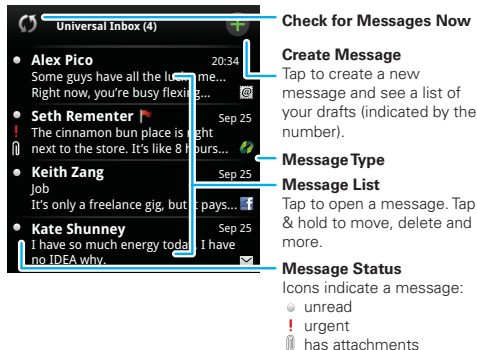 Universal Inbox (4)
Alex Pico 20:34
Some guys have all the lucky me...
Right now, you're busy flexing...
Seth Rementer Sep 25
The cinnamon bun place is right
next to the store. It's like 8 hours...
Keith Zang Sep 25
Job
It's only a freelance gig, but it pays...
Kate Shunney Sep 25
I have so much energy today. I have
no IDEA why.
Check for Messages Now
Create Message
Tap to create a new
message and see a list of
your drafts (indicated by the
number).
Message Type
Message List
Tap to open a message. Tap
& hold to move, delete and
more.
Message Status
Icons indicate a message:
unread
urgent
has attachments